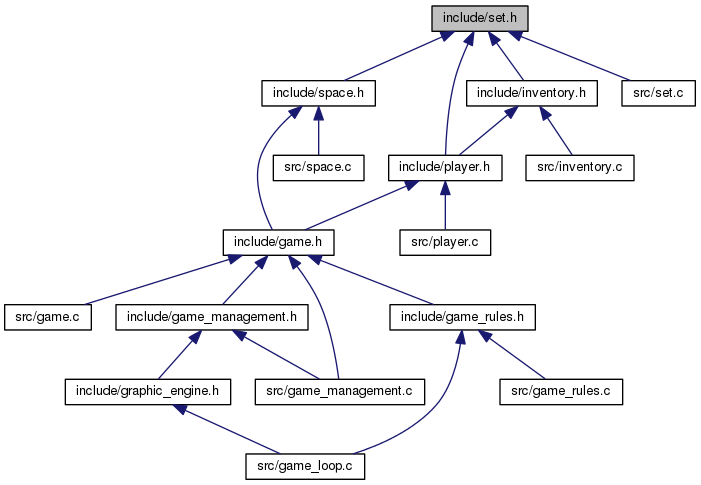 include/set.h
include/space.h
include/inventory.h
src/set.c
src/space.c
include/player.h
src/inventory.c
include/game.h
src/player.c
src/game.c
include/game_management.h
include/game_rules.h
include/graphic_engine.h
src/game_management.c
src/game_rules.c
src/game_loop.c